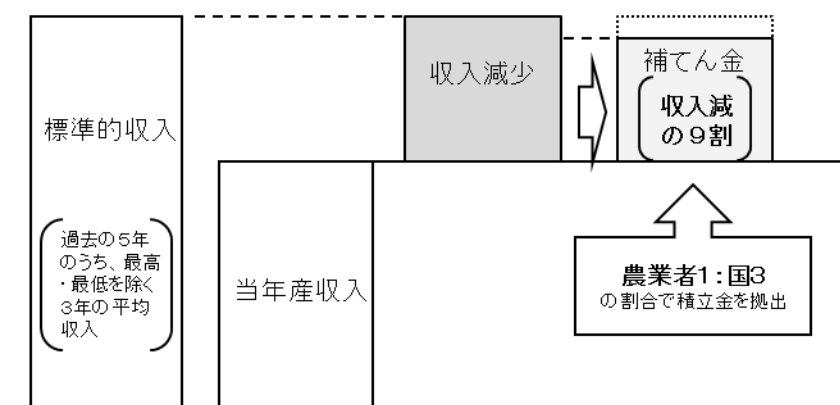 標準的収入
過去の５年
のうち、最高
・最低を除く
３年の平均
収入
当年産収入
収入減少
補てん金
収入減
の９割
農業者1：国3
の割合で積立金を拠出